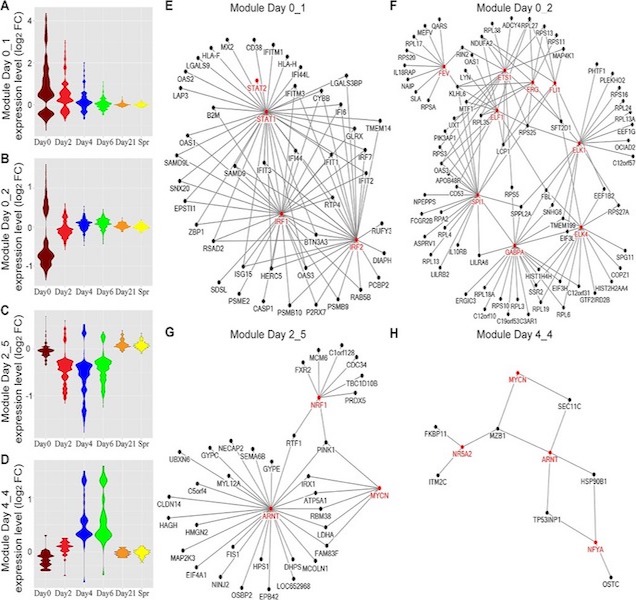 A
Module Day 0_1
expression level (log2 FC)
4
2
0
Day0 Day2 Day4 Day6 Day21 Spr
B
Module Day 0_2
expression level (log2 FC)
1
0
-1
Day0 Day2 Day4 Day6 Day21 Spr
C
Module Day 2_5
expression level (log2 FC)
0
-1
Day0 Day2 Day4 Day6 Day21 Spr
D
Module Day 4_4
expression level (log2 FC)
1
0
Day0 Day2 Day4 Day6 Day21 Spr
E
Module Day 0_1
MX2
CD38
HLA-F
IFITM1
LGALS9
HLA-H
OAS2
IFI44L
STAT2
LGALS3BP
LAP3
IFITM3
CYBB
B2M
STAT1
IFI6
TMEM14
GLRX
OAS1
IFI44
IFIT1
IRF7
SAMD9L
SAMD9
IFIT3
IFIT2
SNX20
EPSTI1
RTP4
IRF1
ZBP1
RUFY3
BTN3A3
IRF2
RSAD2
DIAPH
ISG15
HERC5
OAS3
PCBP2
SDSL
RAB5B
PSME2
CASP1
PSMB10
P2RX7
PSMB9
F
Module Day 0_2
QARS
ADCY4
RPL27
MEFV
RPL36
RPS13
RPL17
NDUFA2
RPS11
RPS20
RIN2
MAP4K1
OAS1
IL18RAP
FEV
LYN
ETS1
PHTF1
NAIP
ERG
FLI1
PLEKHO2
SLA
KLHL6
RPS16
RPSA
MTF1
ELF1
RPL24
LIX1
RPL35
RPL13A
PIK3AP1
RPS25
SFT2D1
EEF1G
RPS3
LCP1
ELK1
OCIAD2
OAS3
C12orf57
APOB48R
CD53
NPEPPS
SPI1
RPS5
FBL
EEF1B2
FCGR2B
SPPL2A
SNHG8
RPS27A
RPA2
TMEM199
ASPRV1
RPL4
ELK4
EIF3L
IL10RB
GABPA
SPG11
RPL13
LILRA6
LILRB2
HIST1H4H
COPZ1
SSR2
EIF3H
HIST2H2AA4
ERGIC3
RPL18A
C12orf31
GTF2IRD2B
RPS10
RPL3
RPL19
RPL6
C12orf10
C19orf53
C3AR1
G
Module Day 2_5
C1orf128
MCM6
CDC34
FXR2
TBC1D10B
NRF1
PRDX5
RTF1
PINK1
NECAP2
GYPC
SEMA6B
UBXN6
GYPE
MYL12A
IRX1
MYCN
C5orf4
ATP5A1
CLDN14
ARNT
RBM38
HAGH
HMGN2
LDHA
FIS1
FAM83F
MAP2K3
HPS1
DHPS
MCOLN1
EIF4A1
NINJ2
LOC652968
OSBP2
EPB42
H
Module Day 4_4
MYCN
SEC11C
FKBP11
MZB1
NR5A2
ARNT
ITM2C
HSP90B1
TP53INP1
NFYA
OSTC